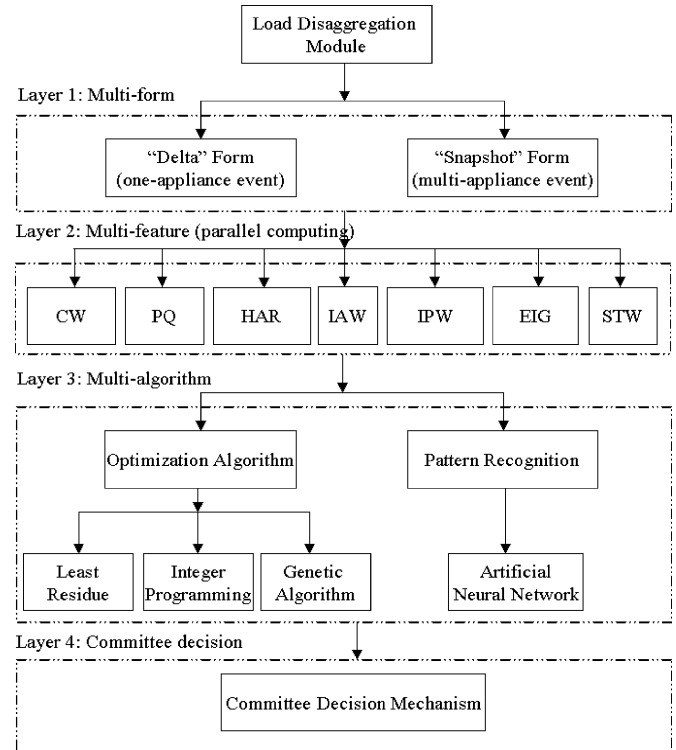 Load Disaggregation
Module
Layer 1: Multi-form
“Delta” Form
(one-appliance event)
“Snapshot” Form
(multi-appliance event)
Layer 2: Multi-feature (parallel computing)
CW
PQ
HAR
IAW
IPW
EIG
STW
Layer 3: Multi-algorithm
Optimization Algorithm
Pattern Recognition
Least
Residue
Integer
Programming
Genetic
Algorithm
Artificial
Neural Network
Layer 4: Committee decision
Committee Decision Mechanism